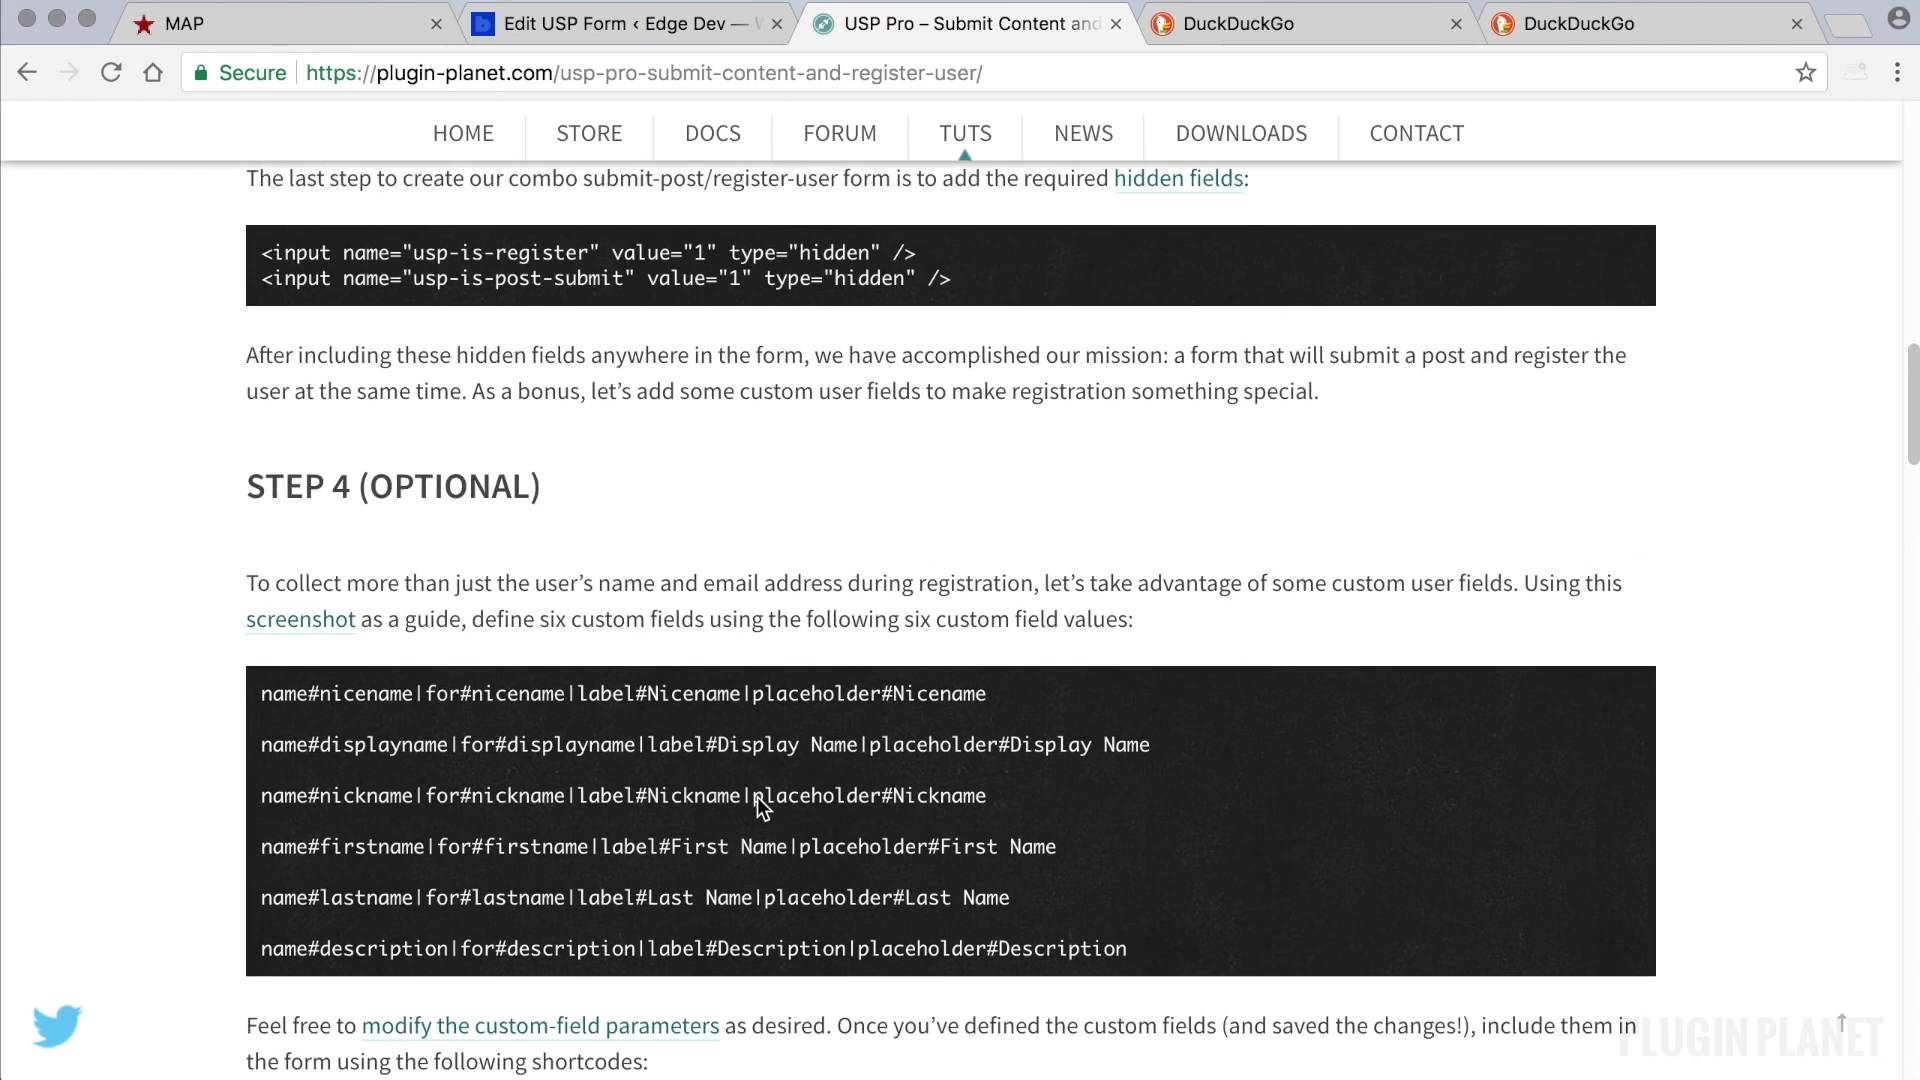 MAP
Edit USP Form ‹ Edge Dev —
USP Pro – Submit Content and
DuckDuckGo
DuckDuckGo
Secure
https://plugin-planet.com/usp-pro-submit-content-and-register-user/
HOME
STORE
DOCS
FORUM
TUTS
NEWS
DOWNLOADS
CONTACT
The last step to create our combo submit-post/register-user form is to add the required hidden fields:
<input name="usp-is-register" value="1" type="hidden" />
<input name="usp-is-post-submit" value="1" type="hidden" />
After including these hidden fields anywhere in the form, we have accomplished our mission: a form that will submit a post and register the
user at the same time. As a bonus, let’s add some custom user fields to make registration something special.
STEP 4 (OPTIONAL)
To collect more than just the user’s name and email address during registration, let’s take advantage of some custom user fields. Using this
screenshot as a guide, define six custom fields using the following six custom field values:
name#nicename|for#nicename|label#Nicename|placeholder#Nicename
name#displayname|for#displayname|label#Display Name|placeholder#Display Name
name#nickname|for#nickname|label#Nickname|placeholder#Nickname
name#firstname|for#firstname|label#First Name|placeholder#First Name
name#lastname|for#lastname|label#Last Name|placeholder#Last Name
name#description|for#description|label#Description|placeholder#Description
Feel free to modify the custom-field parameters as desired. Once you’ve defined the custom fields (and saved the changes!), include them in
the form using the following shortcodes:
PLUGIN PLANET